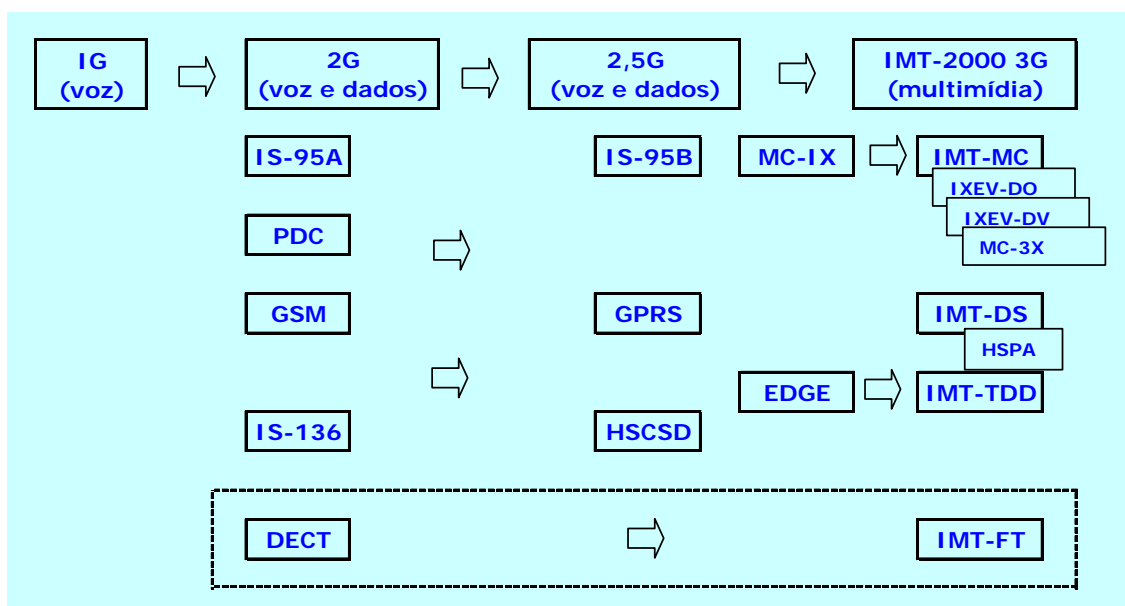 IG
(voz)
2G
(voz e dados)
2,5G
(voz e dados)
IMT-2000 3G
(multimídia)
IS-95A
IS-95B
MC-IX
IMT-MC
IXEV-DO
IXEV-DV
MC-3X
PDC
GSM
GPRS
IMT-DS
HSPA
EDGE
IMT-TDD
IS-136
HSCSD
DECT
IMT-FT